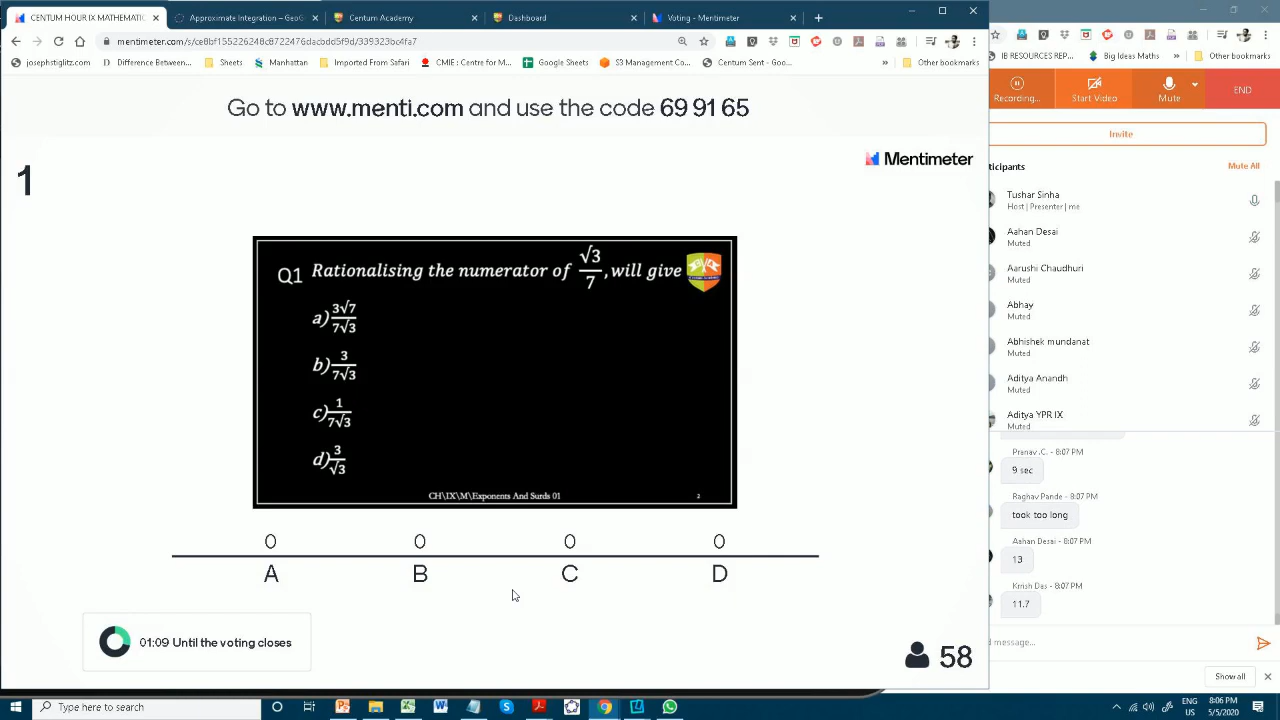 CENTUM HOUR IX MATHEMATIC
Approximate Integration – GeoG
Centum Academy
Dashboard
Voting - Mentimeter
mentimeter.com/s/ce8bf155226248c8722476dacbdd5f9d/339323bc4fa7
josephstiglitz.com
Difference Between...
Sheets
Manhattan
Imported From Safari
CMIE : Centre for M...
Google Sheets
S3 Management Co...
Centum Sent - Goo...
Other bookmarks
IB RESOURCES REP...
Big Ideas Maths
Other bookmarks
Go to www.menti.com and use the code 69 91 65
Mentimeter
1
Q1 Rationalising the numerator of √3/7, will give
a) 3√7/7√3
b) 3/7√3
c) 1/7√3
d) 3/√3
CH\IX\M\Exponents And Surds 01
2
0 0 0 0
A B C D
01:09 Until the voting closes
58
Recording...
Start Video
Mute
END
Invite
ticipants
Mute All
Tushar Sinha
Host | Presenter | me
Aahan Desai
Muted
Aarushi Chaudhuri
Muted
Abhay
Muted
Abhishek mundanat
Muted
Aditya Anandh
Muted
Aditya YPR IX
Muted
Pranav .C. - 8:07 PM
9 sec
Raghav Pande - 8:07 PM
took too long
Aahan Desai - 8:07 PM
13
Krrish Das - 8:07 PM
11.7
d message...
Show all
Type here to search
ENG
US
8:06 PM
5/5/2020